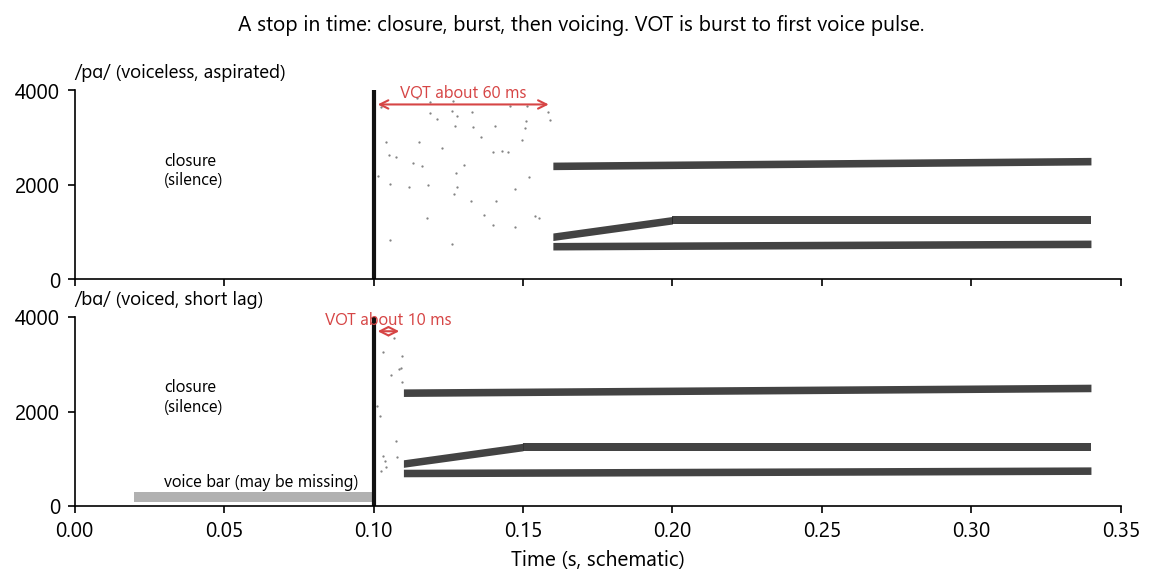 A stop in time: closure, burst, then voicing. VOT is burst to first voice pulse.
/pɑ/ (voiceless, aspirated)
4000
VOT about 60 ms
closure
(silence)
2000
0
/bɑ/ (voiced, short lag)
4000
VOT about 10 ms
closure
(silence)
2000
voice bar (may be missing)
0
0.00 0.05 0.10 0.15 0.20 0.25 0.30 0.35
Time (s, schematic)